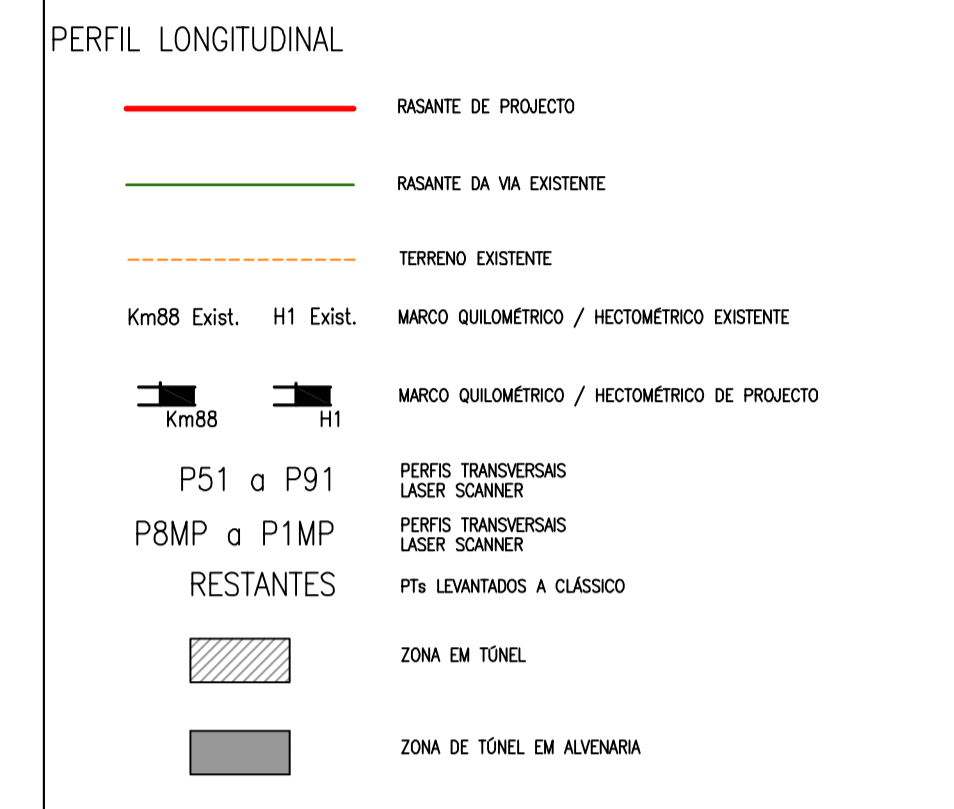 PERFIL LONGITUDINAL
RASANTE DE PROJECTO
RASANTE DA VIA EXISTENTE
TERRENO EXISTENTE
Km88 Exist. H1 Exist. MARCO QUILOMÉTRICO / HECTOMÉTRICO EXISTENTE
MARCO QUILOMÉTRICO / HECTOMÉTRICO DE PROJECTO
Km88 H1
P51 a P91 PERFIS TRANSVERSAIS
LASER SCANNER
P8MP a P1MP PERFIS TRANSVERSAIS
LASER SCANNER
RESTANTES PTs LEVANTADOS A CLÁSSICO
ZONA EM TÚNEL
ZONA DE TÚNEL EM ALVENARIA